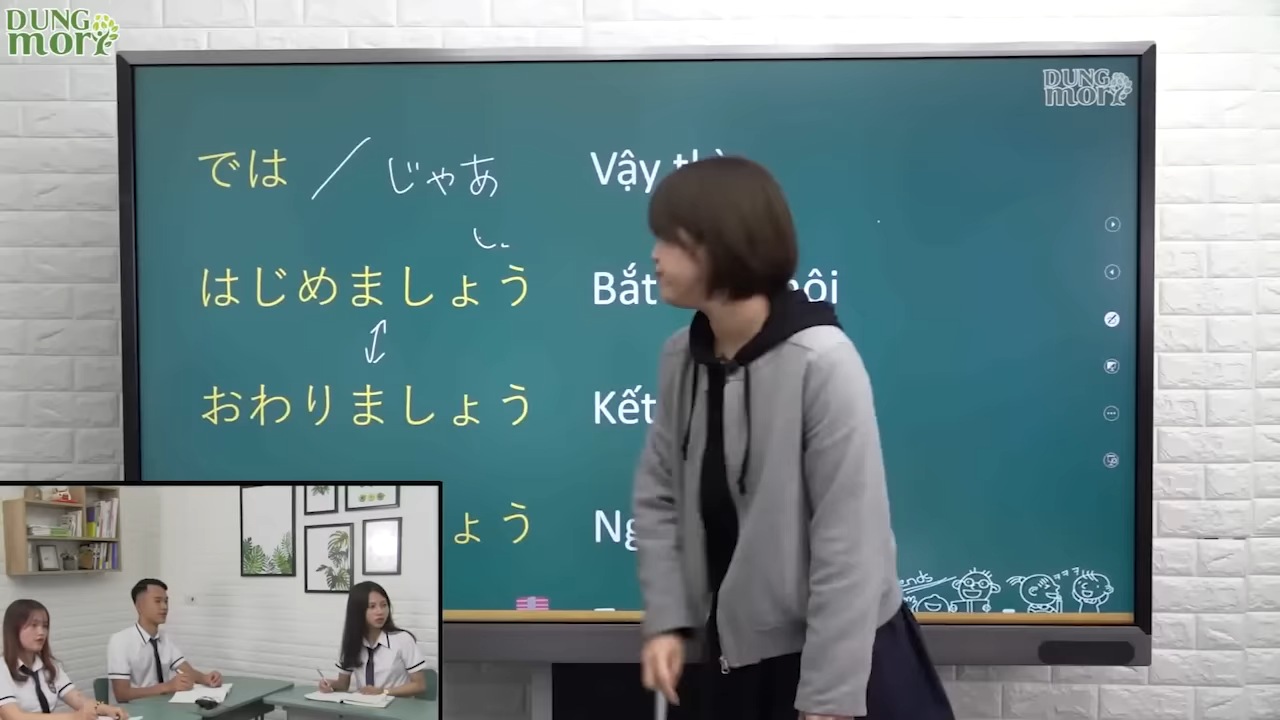 DUNG
mori
DUNG
mori
では / じゃあ Vậy
はじめましょう Bắt ôi
おわりましょう Kết
ょう Ng